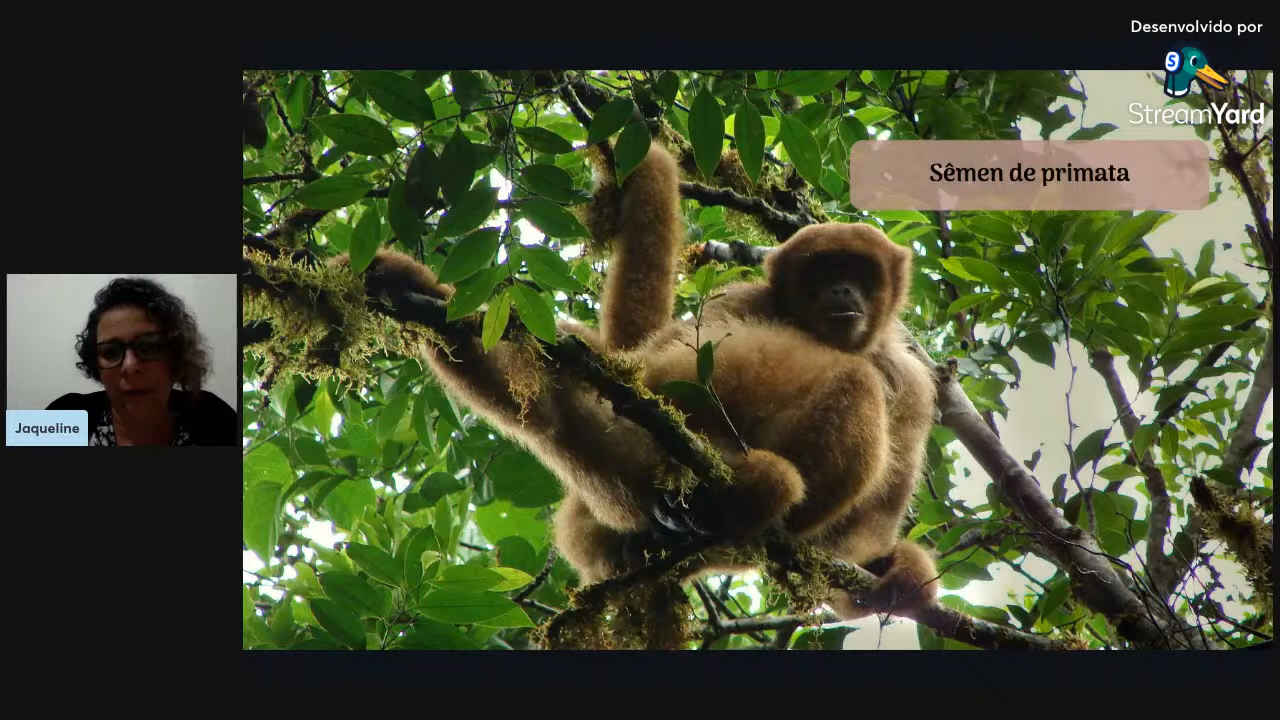 Desenvolvido por
S
StreamYard
Sêmen de primata
Jaqueline